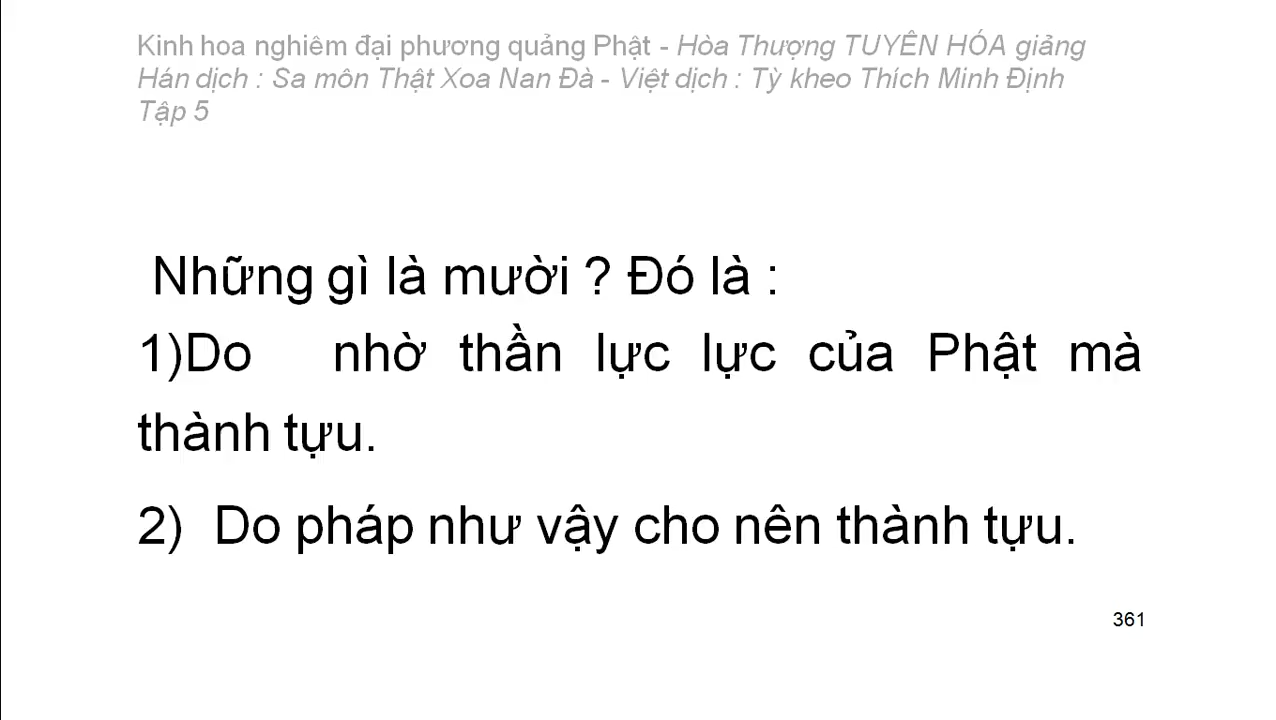 Kinh hoa nghiêm đại phương quảng Phật - Hòa Thượng TUYÊN HÓA giảng
Hán dịch : Sa môn Thật Xoa Nan Đà - Việt dịch : Tỳ kheo Thích Minh Định
Tập 5
Những gì là mười ? Đó là :
1)Do nhờ thần lực lực của Phật mà
thành tựu.
2) Do pháp như vậy cho nên thành tựu.
361